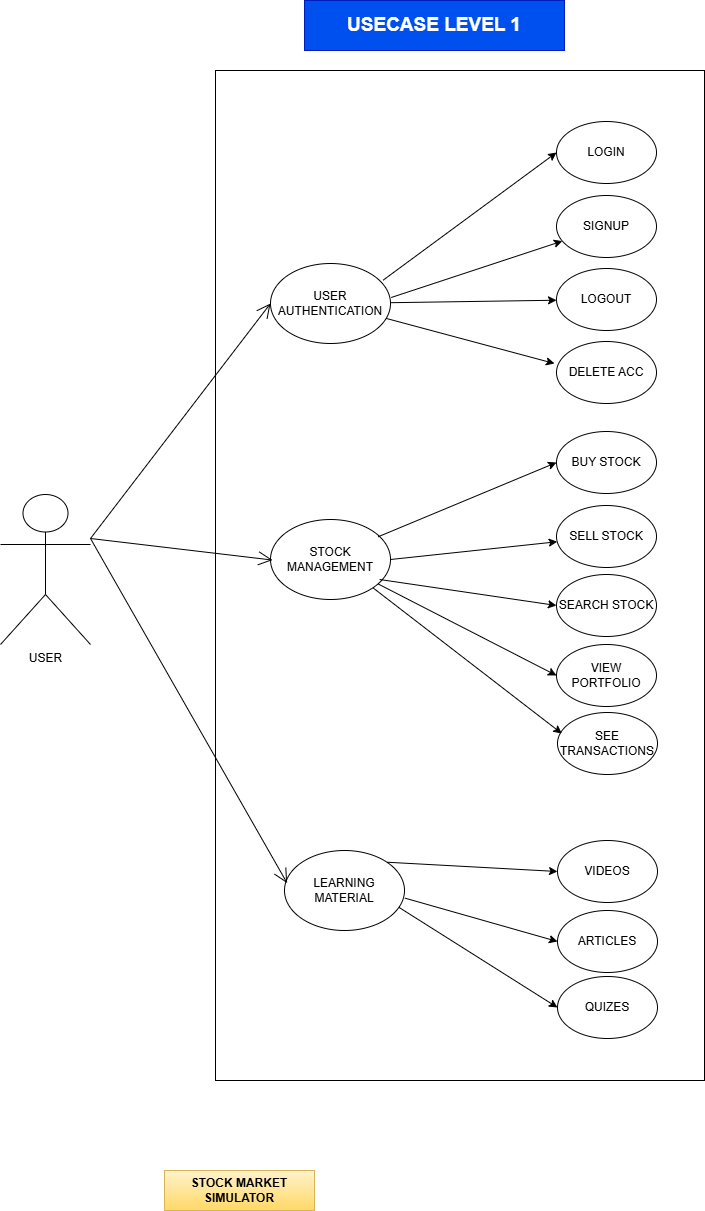 USECASE LEVEL 1
LOGIN
SIGNUP
USER
AUTHENTICATION
LOGOUT
DELETE ACC
BUY STOCK
SELL STOCK
STOCK
MANAGEMENT
SEARCH STOCK
USER
VIEW
PORTFOLIO
SEE
TRANSACTIONS
VIDEOS
LEARNING
MATERIAL
ARTICLES
QUIZES
STOCK MARKET
SIMULATOR